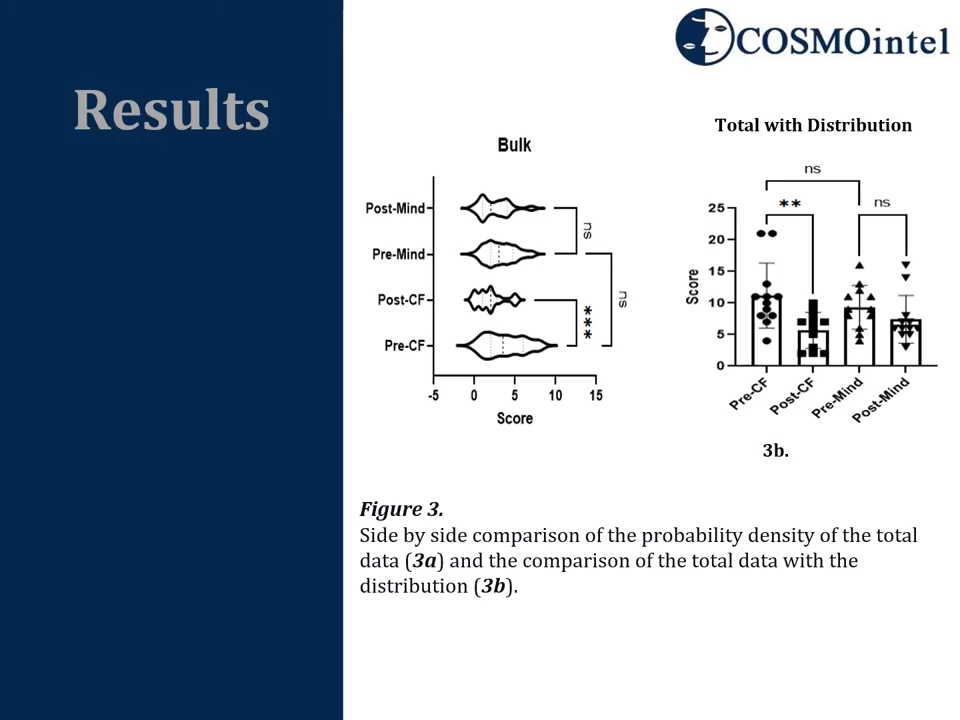 COSMOintel
Results
Bulk
Post-Mind
Pre-Mind
Post-CF
Pre-CF
ns
ns
***
-5 0 5 10 15
Score
Total with Distribution
ns
** ns
25
20
15
10
5
0
Score
Pre-CF Post-CF Pre-Mind Post-Mind
3b.
Figure 3.
Side by side comparison of the probability density of the total
data (3a) and the comparison of the total data with the
distribution (3b).